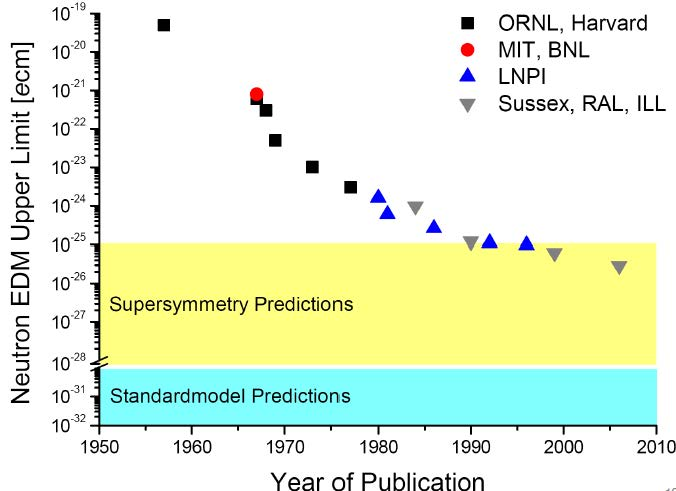 10⁻¹⁹
10⁻²⁰
10⁻²¹
10⁻²²
10⁻²³
10⁻²⁴
10⁻²⁵
10⁻²⁶
10⁻²⁷
10⁻²⁸
10⁻³¹
10⁻³²
Neutron EDM Upper Limit [ecm]
ORNL, Harvard
MIT, BNL
LNPI
Sussex, RAL, ILL
Supersymmetry Predictions
Standardmodel Predictions
1950 1960 1970 1980 1990 2000 2010
Year of Publication